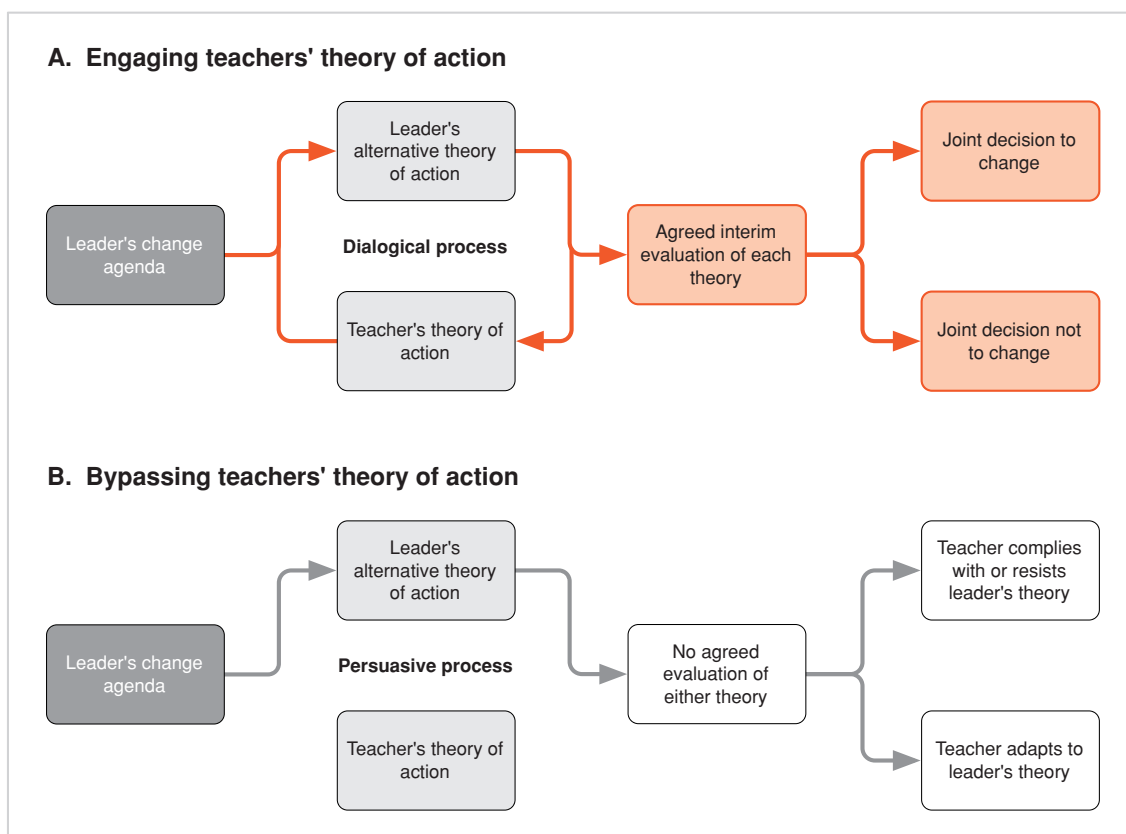 A. Engaging teachers' theory of action
Leader's
alternative theory
of action
Joint decision to
change
Leader's change
agenda
Dialogical process
Agreed interim
evaluation of each
theory
Teacher's theory of
action
Joint decision not
to change
B. Bypassing teachers' theory of action
Leader's
alternative theory
of action
Teacher complies
with or resists
leader's theory
Leader's change
agenda
Persuasive process
No agreed
evaluation of
either theory
Teacher's theory of
action
Teacher adapts to
leader's theory